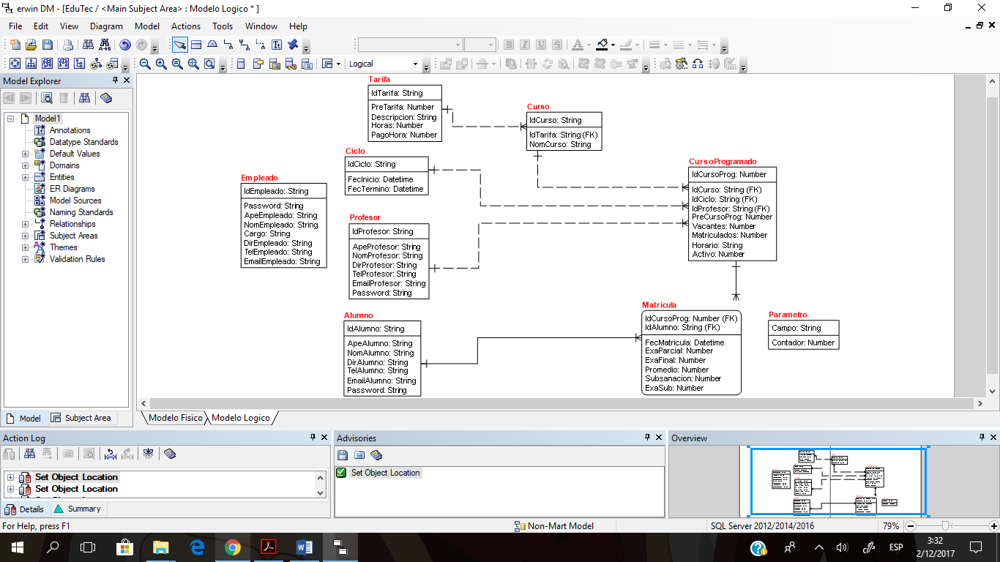 erwin DM - [EduTec / <Main Subject Area> : Modelo Logico * ]
File Edit View Diagram Model Actions Tools Window Help
Logical
Model Explorer
Model1
Annotations
Datatype Standards
Default Values
Domains
Entities
ER Diagrams
Model Sources
Naming Standards
Relationships
Subject Areas
Themes
Validation Rules
Model Subject Area
Tarifa
IdTarifa: String
PreTarifa: Number
Descripcion: String
Horas: Number
PagoHora: Number
Curso
IdCurso: String
IdTarifa: String (FK)
NomCurso: String
Ciclo
IdCiclo: String
FecInicio: Datetime
FecTermino: Datetime
CursoProgramado
IdCursoProg: Number
IdCurso: String (FK)
IdCiclo: String (FK)
IdProfesor: String (FK)
PreCursoProg: Number
Vacantes: Number
Matriculados: Number
Horario: String
Activo: Number
Empleado
IdEmpleado: String
Password: String
ApeEmpleado: String
NomEmpleado: String
Cargo: String
DirEmpleado: String
TelEmpleado: String
EmailEmpleado: String
Profesor
IdProfesor: String
ApeProfesor: String
NomProfesor: String
DirProfesor: String
TelProfesor: String
EmailProfesor: String
Password: String
Alumno
IdAlumno: String
ApeAlumno: String
NomAlumno: String
DirAlumno: String
TelAlumno: String
EmailAlumno: String
Password: String
Matricula
IdCursoProg: Number (FK)
IdAlumno: String (FK)
FecMatricula: Datetime
ExaParcial: Number
ExaFinal: Number
Promedio: Number
Subsanacion: Number
ExaSub: Number
Parametro
Campo: String
Contador: Number
Modelo Fisico Modelo Logico
Action Log
Set Object Location
Set Object Location
Details Summary
Advisories
Set Object Location
Overview
For Help, press F1
Non-Mart Model
SQL Server 2012/2014/2016
79%
ESP
3:32
2/12/2017